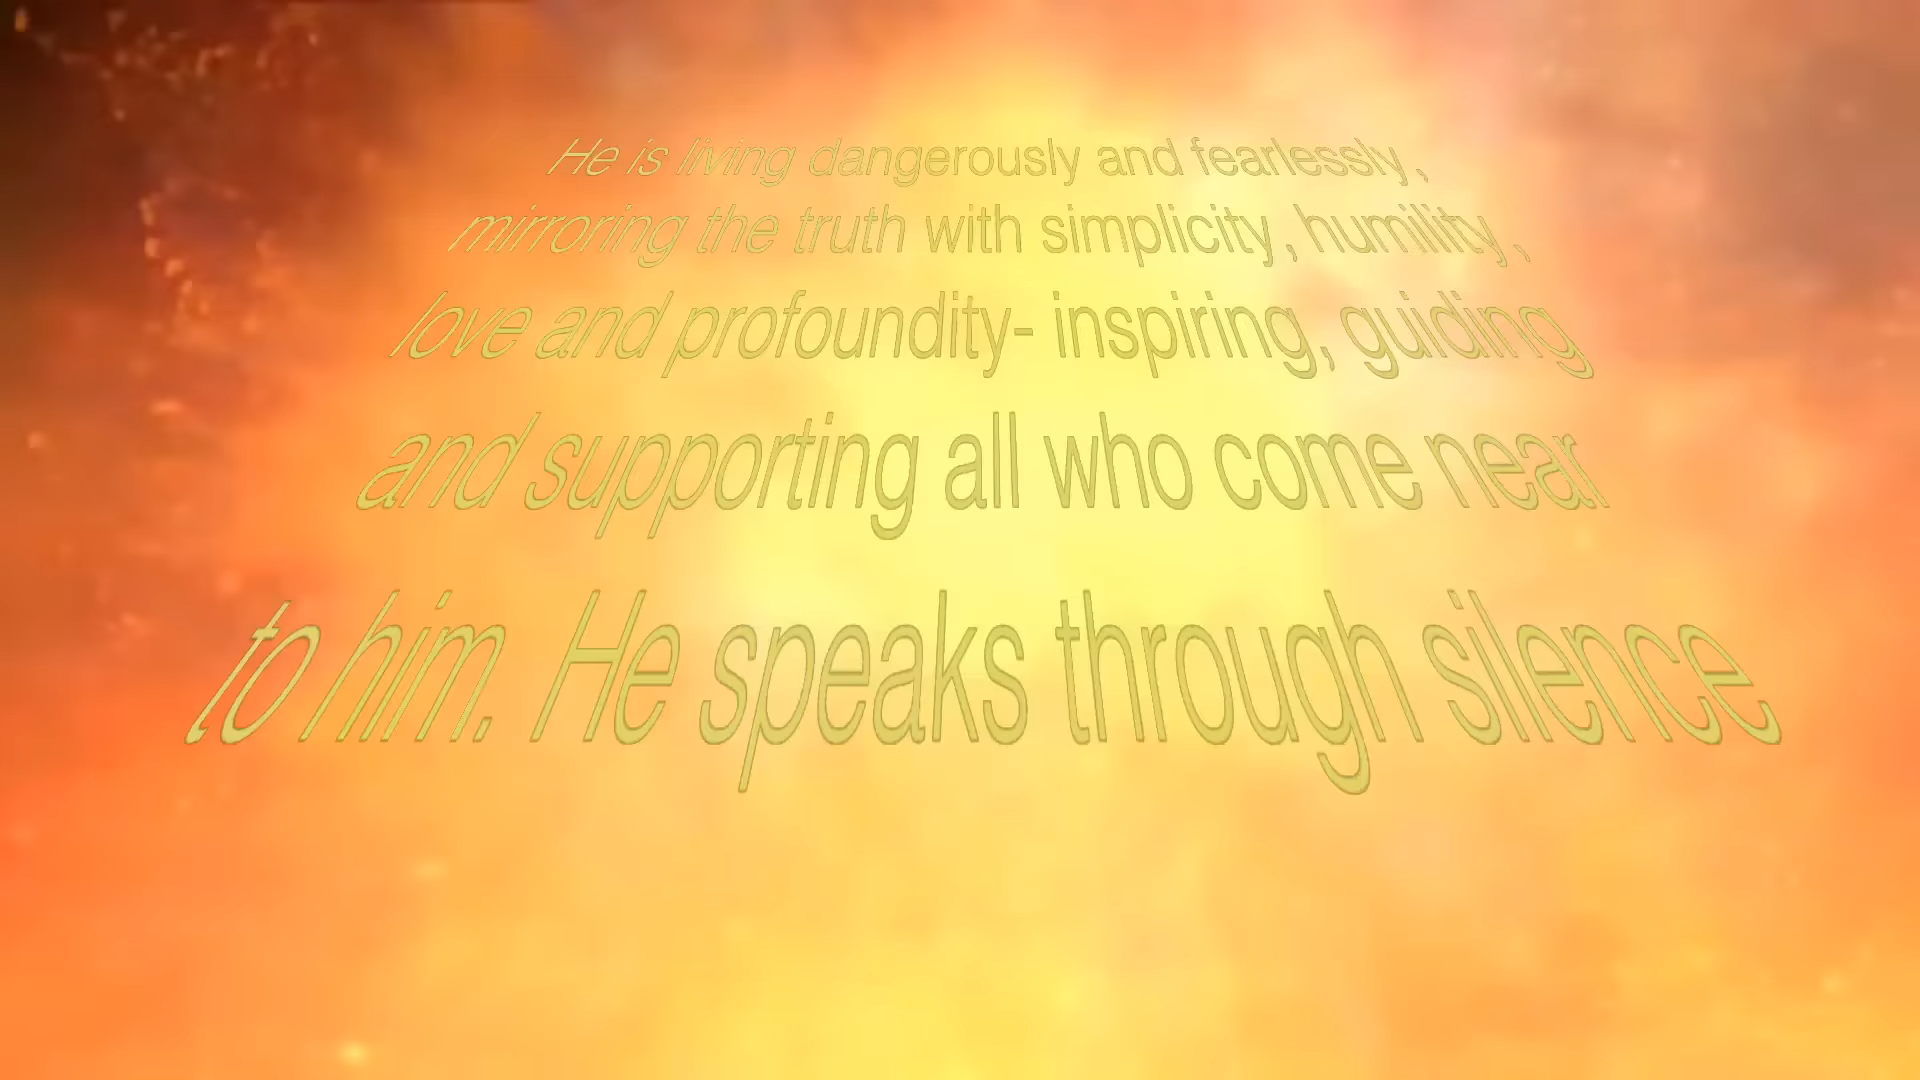 He is living dangerously and fearlessly,
mirroring the truth with simplicity, humility,
love and profoundity- inspiring, guiding
and supporting all who come near
to him. He speaks through silence